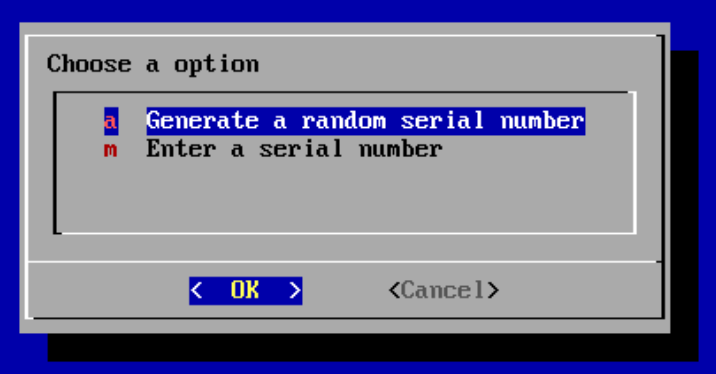 Choose a option
a Generate a random serial number
m Enter a serial number
< OK > <Cancel>